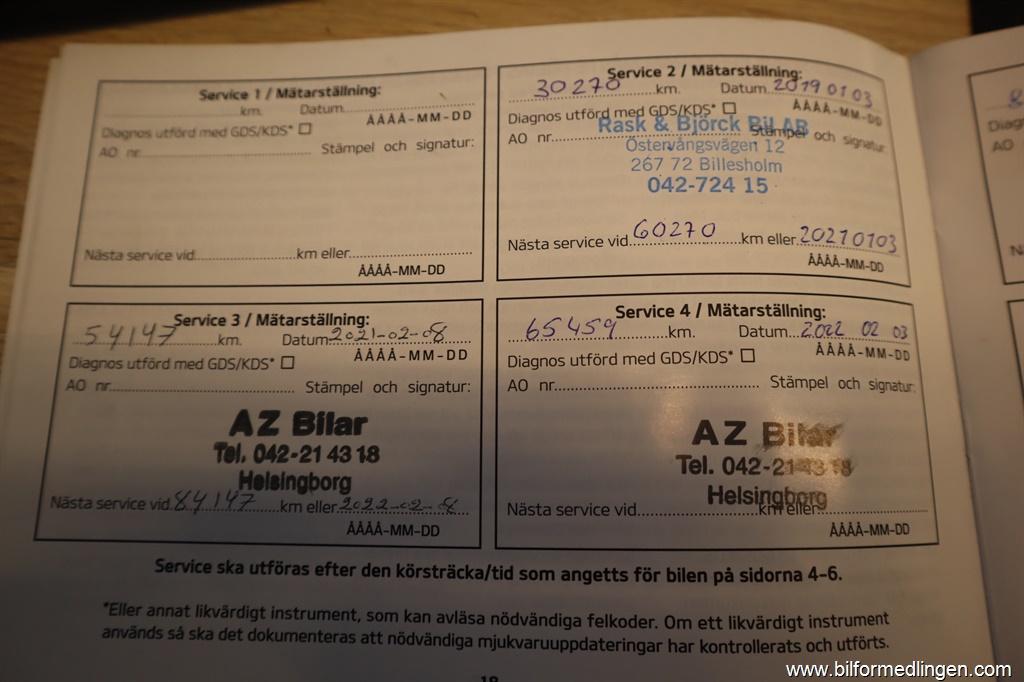 Service 1 / Mätarställning:
km. Datum
ÅÅÅÅ-MM-DD
Diagnos utförd med GDS/KDS* ☐
AO nr. Stämpel och signatur:
Nästa service vid km eller
ÅÅÅÅ-MM-DD
Service 2 / Mätarställning:
30270 km. Datum 2019 01 03
ÅÅÅÅ-MM-DD
Diagnos utförd med GDS/KDS* ☐
AO nr. Stämpel och signatur:
Rask & Björck Bil AB
Östervångsvägen 12
267 72 Billesholm
042-724 15
Nästa service vid 60270 km eller 20210103
ÅÅÅÅ-MM-DD
Service 3 / Mätarställning:
54147 km. Datum 2021-02-08
ÅÅÅÅ-MM-DD
Diagnos utförd med GDS/KDS* ☐
AO nr. Stämpel och signatur:
AZ Bilar
Tel. 042-21 43 18
Helsingborg
Nästa service vid 84147 km eller 2022-02-08
ÅÅÅÅ-MM-DD
Service 4 / Mätarställning:
65459 km. Datum 2022 02 03
ÅÅÅÅ-MM-DD
Diagnos utförd med GDS/KDS* ☐
AO nr. Stämpel och signatur:
AZ Bilar
Tel. 042-21 43 18
Helsingborg
Nästa service vid km eller
ÅÅÅÅ-MM-DD
Service ska utföras efter den körsträcka/tid som angetts för bilen på sidorna 4-6.
*Eller annat likvärdigt instrument, som kan avläsa nödvändiga felkoder. Om ett likvärdigt instrument
används så ska det dokumenteras att nödvändiga mjukvaruuppdateringar har kontrollerats och utförts.
www.bilformedlingen.com